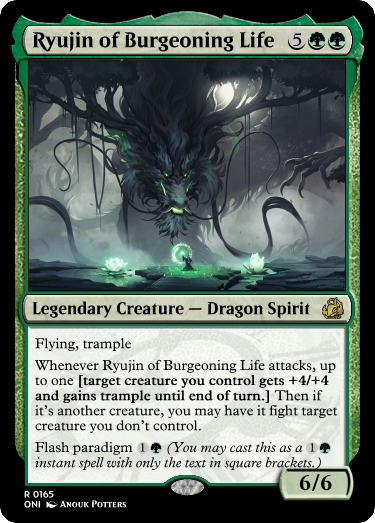 Ryujin of Burgeoning Life 5
Legendary Creature — Dragon Spirit
Flying, trample
Whenever Ryujin of Burgeoning Life attacks, up
to one [target creature you control gets +4/+4
and gains trample until end of turn.] Then if
it's another creature, you may have it fight target
creature you don't control.
Flash paradigm 1 (You may cast this as a 1
instant spell with only the text in square brackets.)
6/6
R 0165
ONI Anouk Potters